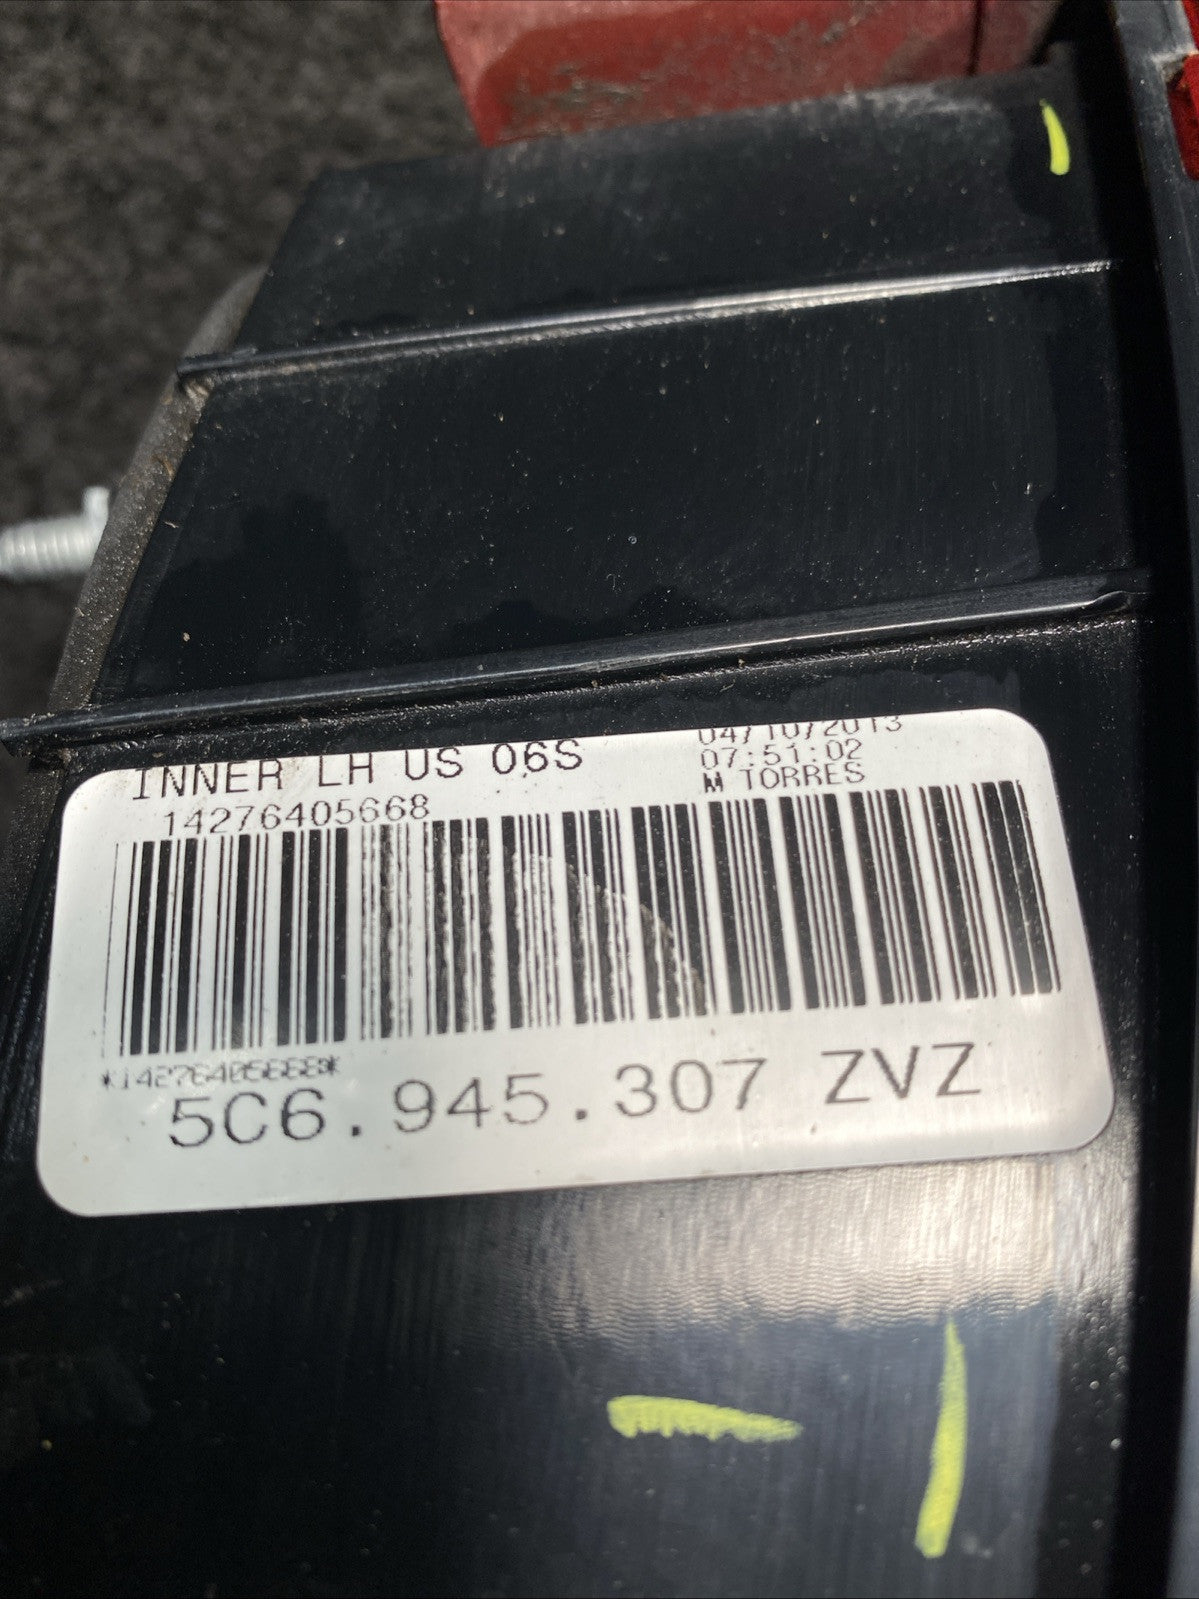 INNER LH US 06S
04/10/2013
07:51:02
M TORRES
14276405668
*14276405668*
5C6.945.307 ZVZ